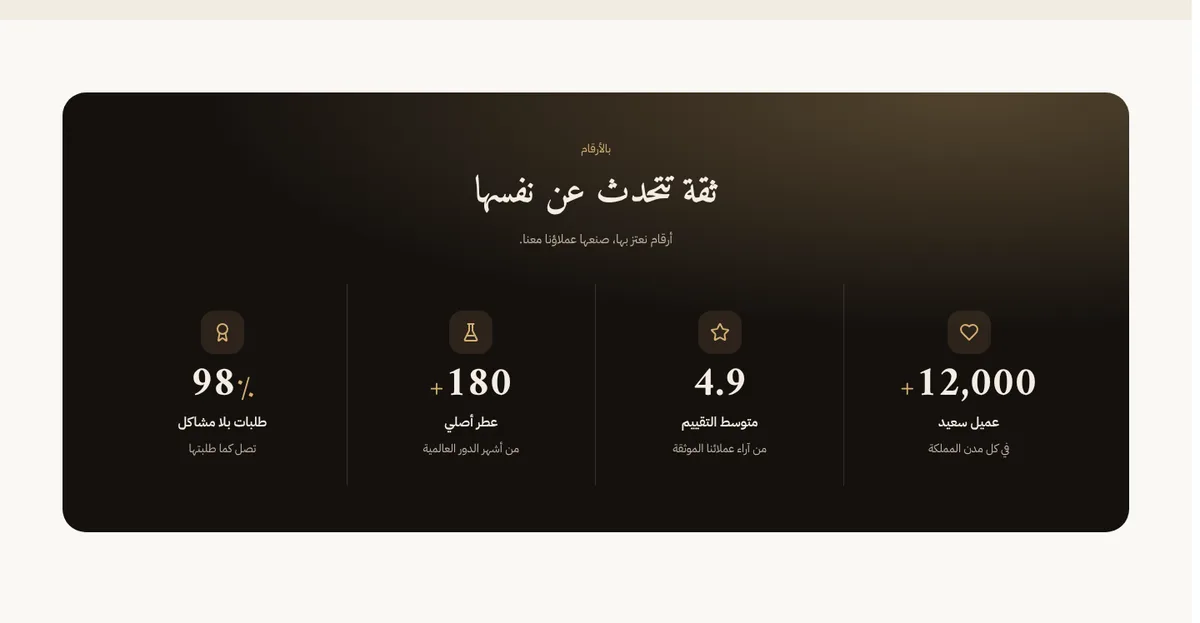 بالأرقام
ثقة تتحدث عن نفسها
أرقام نعتز بها، صنعها عملاؤنا معنا.
12,000+
عميل سعيد
في كل مدن المملكة
4.9
متوسط التقييم
من آراء عملائنا الموثقة
180+
عطر أصلي
من أشهر الدور العالمية
98٪
طلبات بلا مشاكل
تصل كما طلبتها